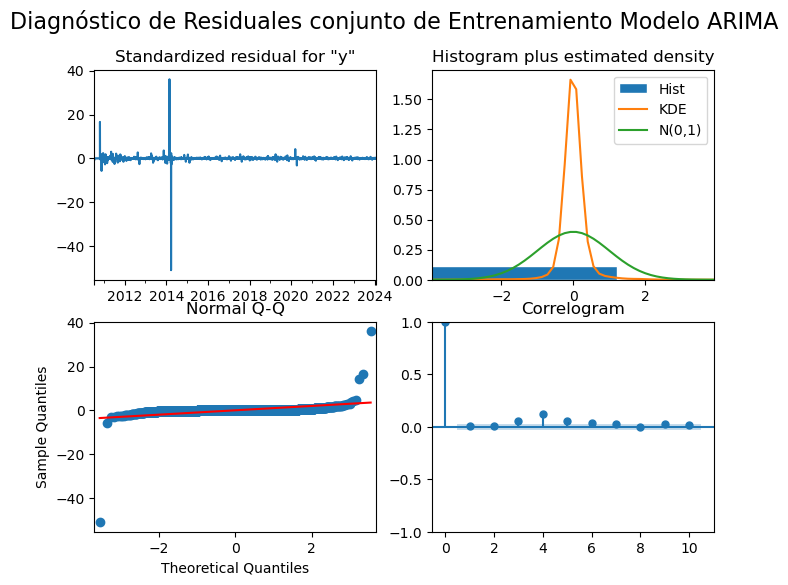 Diagnóstico de Residuales conjunto de Entrenamiento Modelo ARIMA
Standardized residual for "y"
40
20
0
−20
−40
2012 2014 2016 2018 2020 2022 2024
Histogram plus estimated density
1.75
1.50
1.25
1.00
0.75
0.50
0.25
0.00
−2 0 2
Hist
KDE
N(0,1)
Normal Q-Q
Sample Quantiles
40
20
0
−20
−40
−2 0 2
Theoretical Quantiles
Correlogram
1.0
0.5
0.0
−0.5
−1.0
0 2 4 6 8 10